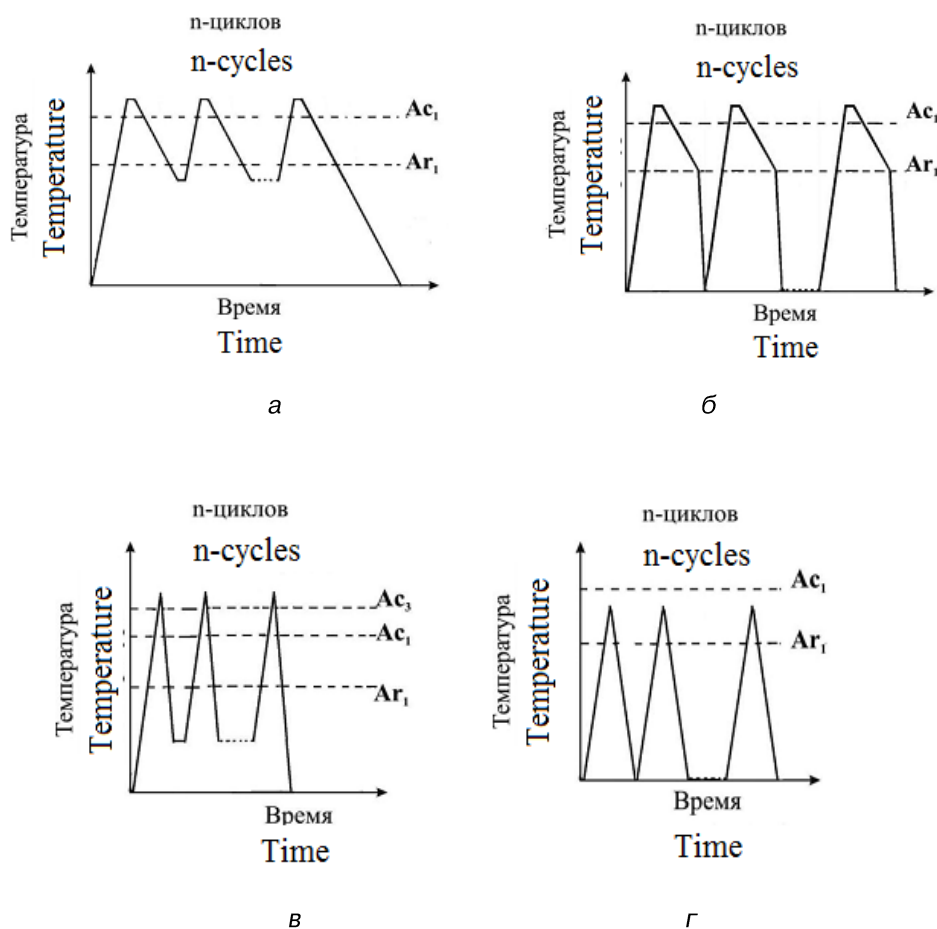 n-циклов
n-cycles
Температура
Temperature
Ac₁
Ar₁
Время
Time
а
n-циклов
n-cycles
Температура
Temperature
Ac₁
Ar₁
Время
Time
б
n-циклов
n-cycles
Температура
Temperature
Ac₃
Ac₁
Ar₁
Время
Time
в
n-циклов
n-cycles
Температура
Temperature
Ac₁
Ar₁
Время
Time
г